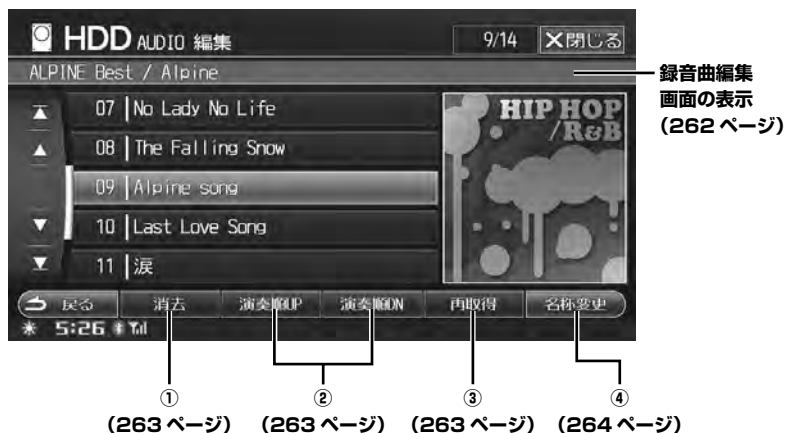 HDD AUDIO 編集 9/14 ×閉じる
ALPINE Best / Alpine
録音曲編集
画面の表示
（262 ページ）
07 No Lady No Life
HIP HOP
/R&B
08 The Falling Snow
09 Alpine song
10 Last Love Song
11 涙
戻る 消去 演奏順UP 演奏順DN 再取得 名称変更
5:26
① ② ③ ④
（263 ページ） （263 ページ） （263 ページ） （264 ページ）